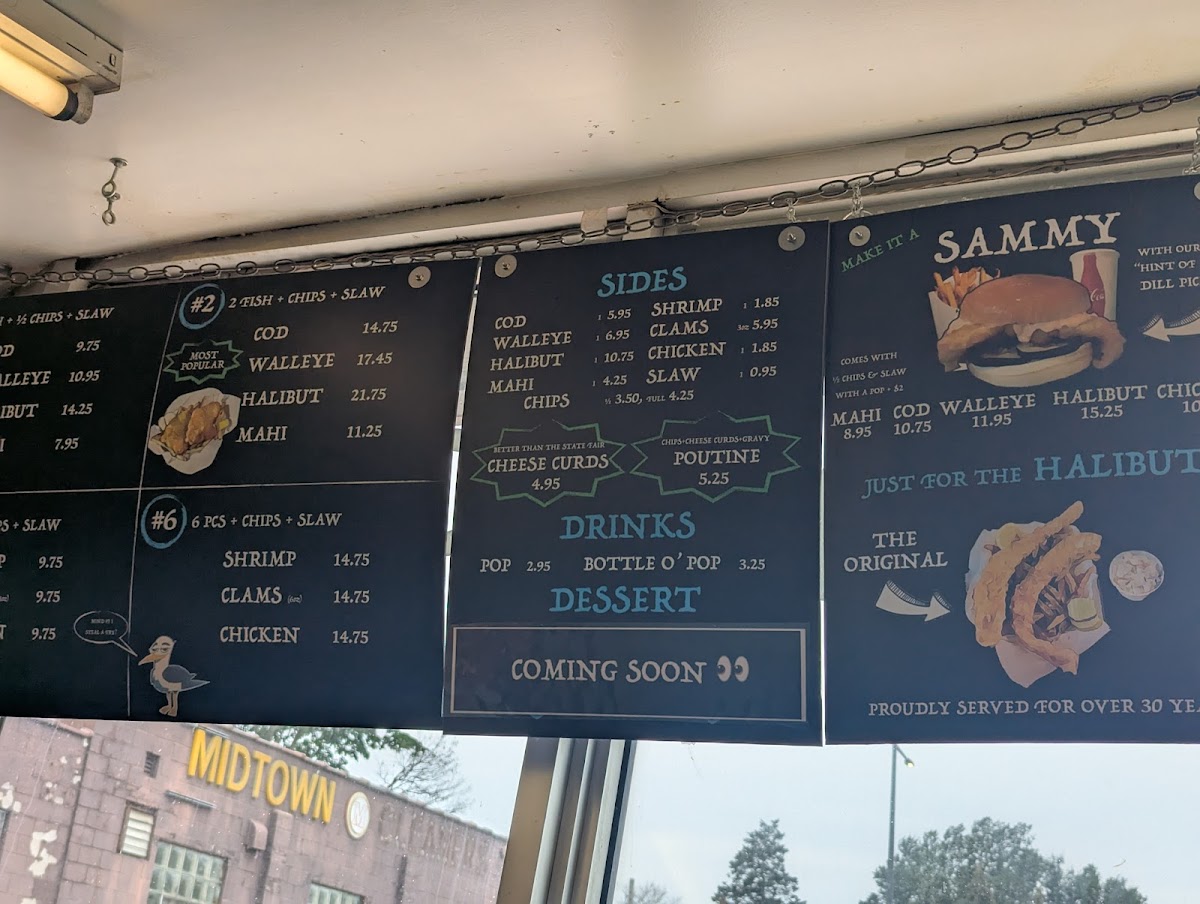 + ½ CHIPS + SLAW
9.75
10.95
14.25
7.95
#2 2 FISH + CHIPS + SLAW
COD 14.75
MOST
POPULAR
WALLEYE 17.45
HALIBUT 21.75
MAHI 11.25
+ SLAW
9.75
9.75
9.75
#6 6 PCS + CHIPS + SLAW
SHRIMP 14.75
CLAMS (6oz) 14.75
CHICKEN 14.75
STEAL A FRY?
SIDES
COD 1 5.95 SHRIMP 1 1.85
WALLEYE 1 6.95 CLAMS 3oz 5.95
HALIBUT 1 10.75 CHICKEN 1 1.85
MAHI 1 4.25 SLAW 1 0.95
CHIPS ½ 3.50, FULL 4.25
BETTER THAN THE STATE FAIR
CHEESE CURDS
4.95
CHIPS+CHEESE CURDS+GRAVY
POUTINE
5.25
DRINKS
POP 2.95 BOTTLE O' POP 3.25
DESSERT
COMING SOON 👀
MAKE IT A
SAMMY
WITH OUR
"HINT OF
DILL
COMES WITH
½ CHIPS & SLAW
WITH A POP + $2
MAHI COD WALLEYE HALIBUT
8.95 10.75 11.95 15.25
JUST FOR THE HALIBUT
THE
ORIGINAL
PROUDLY SERVED FOR OVER 30
MIDTOWN